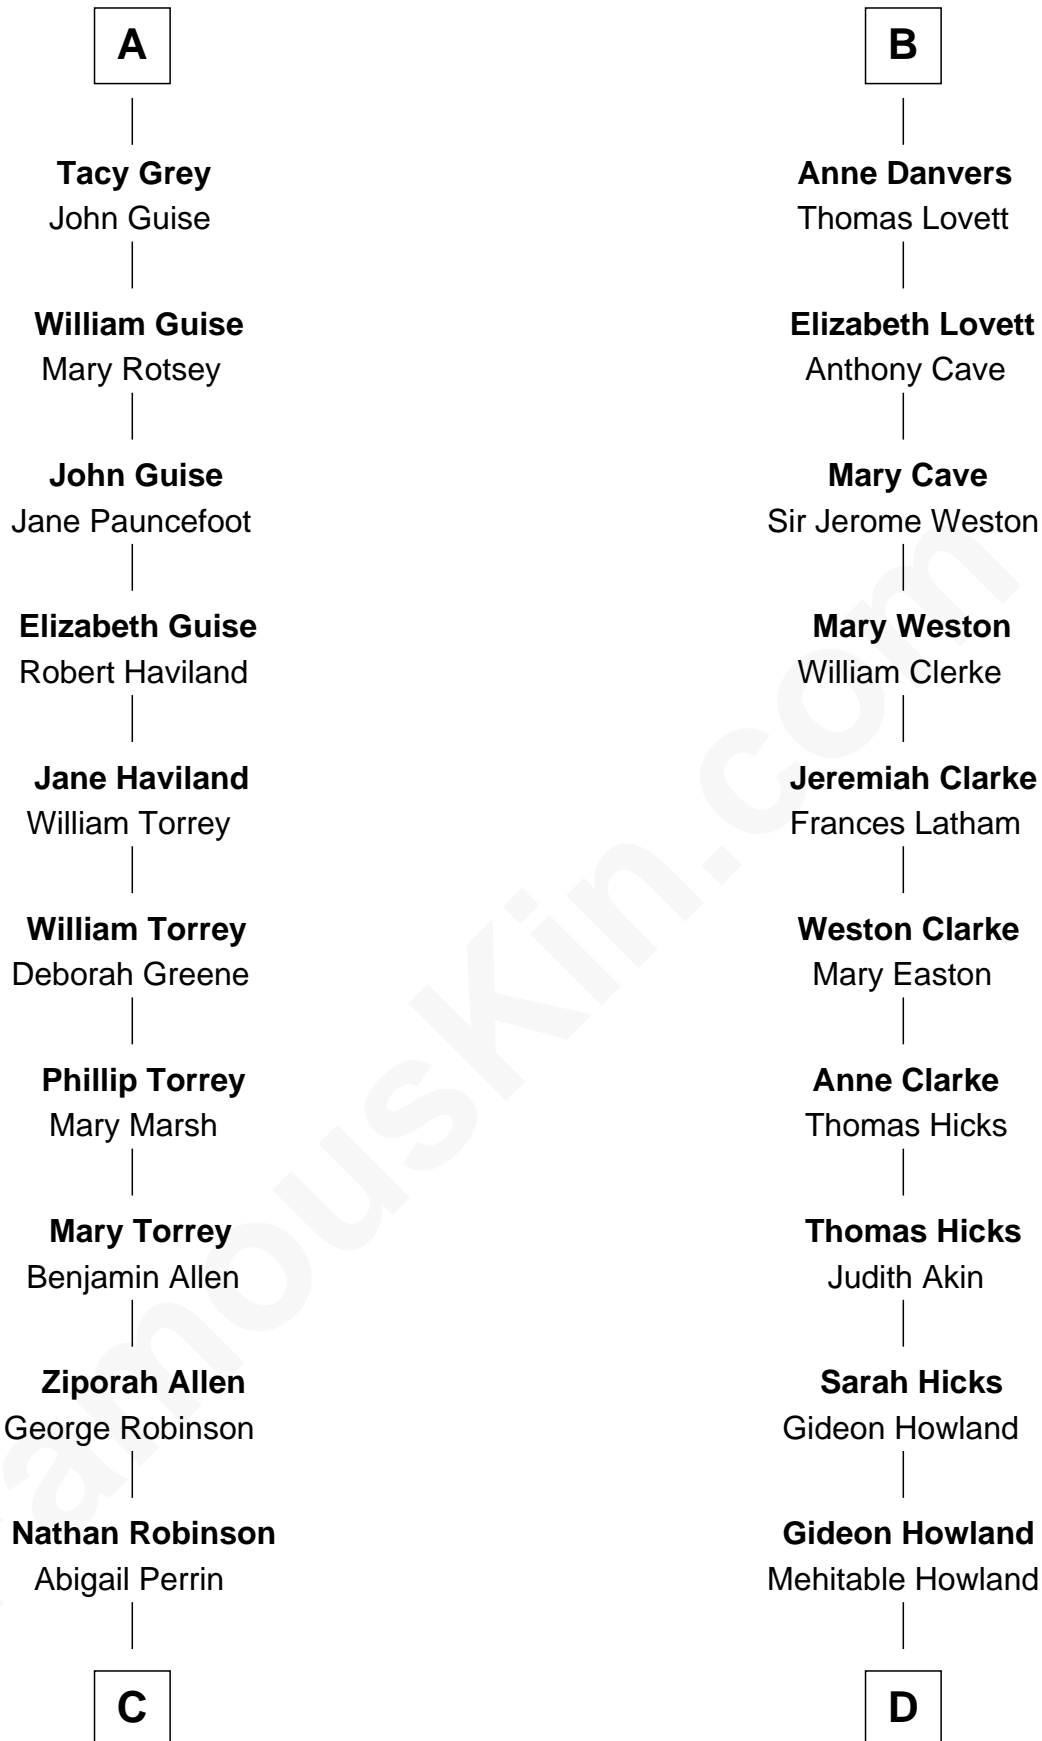 A
Tacy Grey
John Guise
William Guise
Mary Rotsey
John Guise
Jane Pauncefoot
Elizabeth Guise
Robert Haviland
Jane Haviland
William Torrey
William Torrey
Deborah Greene
Phillip Torrey
Mary Marsh
Mary Torrey
Benjamin Allen
Ziporah Allen
George Robinson
Nathan Robinson
Abigail Perrin
C
B
Anne Danvers
Thomas Lovett
Elizabeth Lovett
Anthony Cave
Mary Cave
Sir Jerome Weston
Mary Weston
William Clerke
Jeremiah Clarke
Frances Latham
Weston Clarke
Mary Easton
Anne Clarke
Thomas Hicks
Thomas Hicks
Judith Akin
Sarah Hicks
Gideon Howland
Gideon Howland
Mehitable Howland
D
famouskin.com